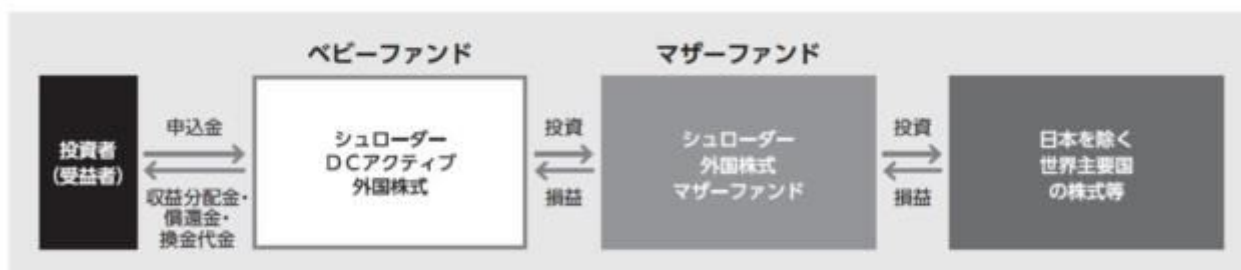 ベビーファンド
マザーファンド
投資者
(受益者)
申込金
収益分配金・
償還金・
換金代金
シュローダー
DCアクティブ
外国株式
投資
損益
シュローダー
外国株式
マザーファンド
投資
損益
日本を除く
世界主要国
の株式等